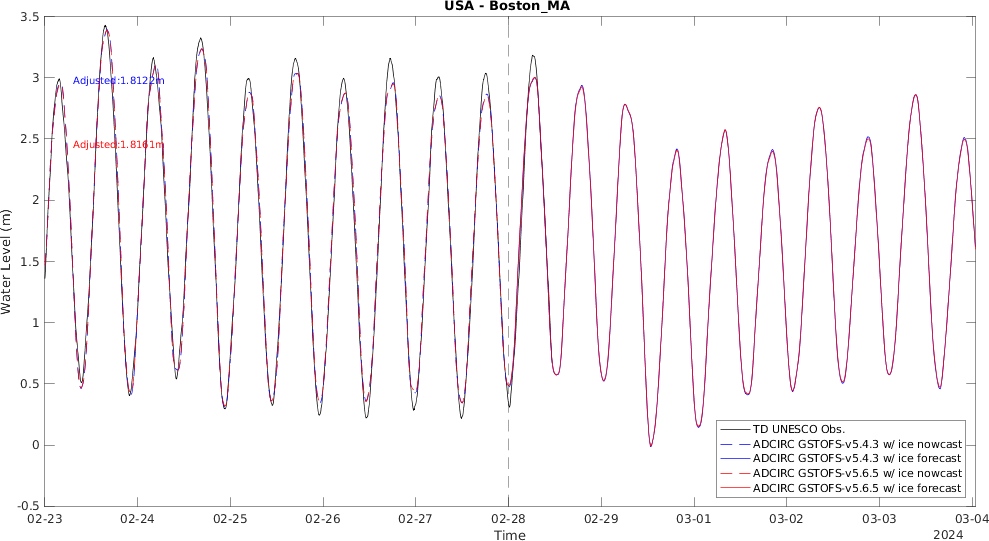 USA - Boston_MA
3.5
3
2.5
2
1.5
1
0.5
0
-0.5
Water Level (m)
Adjusted:1.8122m
Adjusted:1.8161m
TD UNESCO Obs.
ADCIRC GSTOFS-v5.4.3 w/ ice nowcast
ADCIRC GSTOFS-v5.4.3 w/ ice forecast
ADCIRC GSTOFS-v5.6.5 w/ ice nowcast
ADCIRC GSTOFS-v5.6.5 w/ ice forecast
02-23 02-24 02-25 02-26 02-27 02-28 02-29 03-01 03-02 03-03 03-04
Time
2024